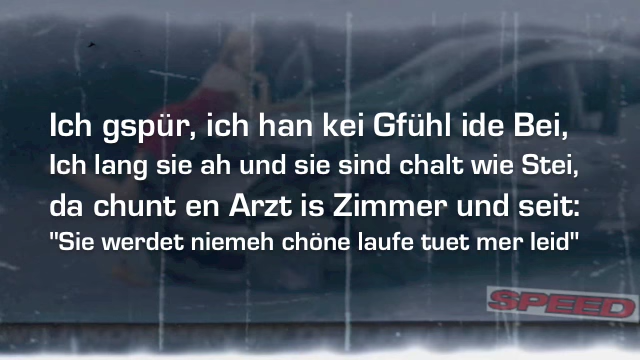 Ich gspür, ich han kei Gfühl ide Bei,
Ich lang sie ah und sie sind chalt wie Stei,
da chunt en Arzt is Zimmer und seit:
"Sie werdet niemeh chöne laufe tuet mer leid"
SPEED